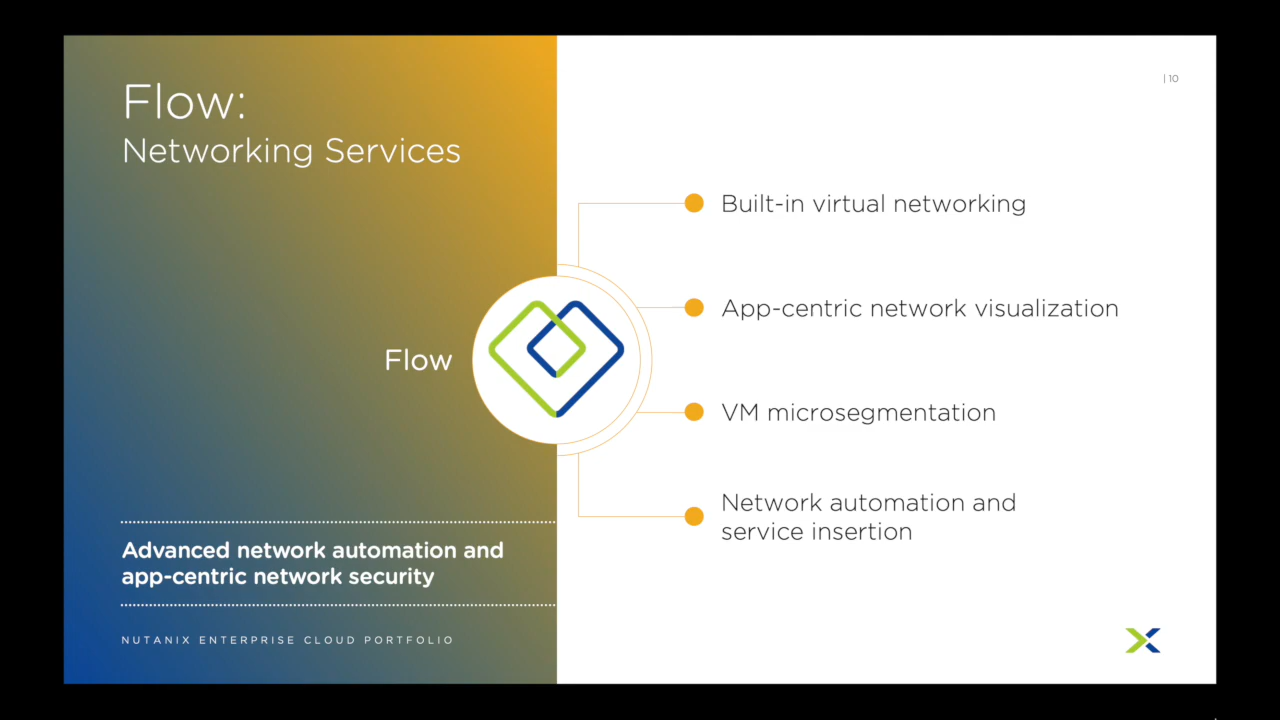 Flow:
Networking Services
| 10
Built-in virtual networking
App-centric network visualization
Flow
VM microsegmentation
Network automation and
service insertion
Advanced network automation and
app-centric network security
NUTANIX ENTERPRISE CLOUD PORTFOLIO